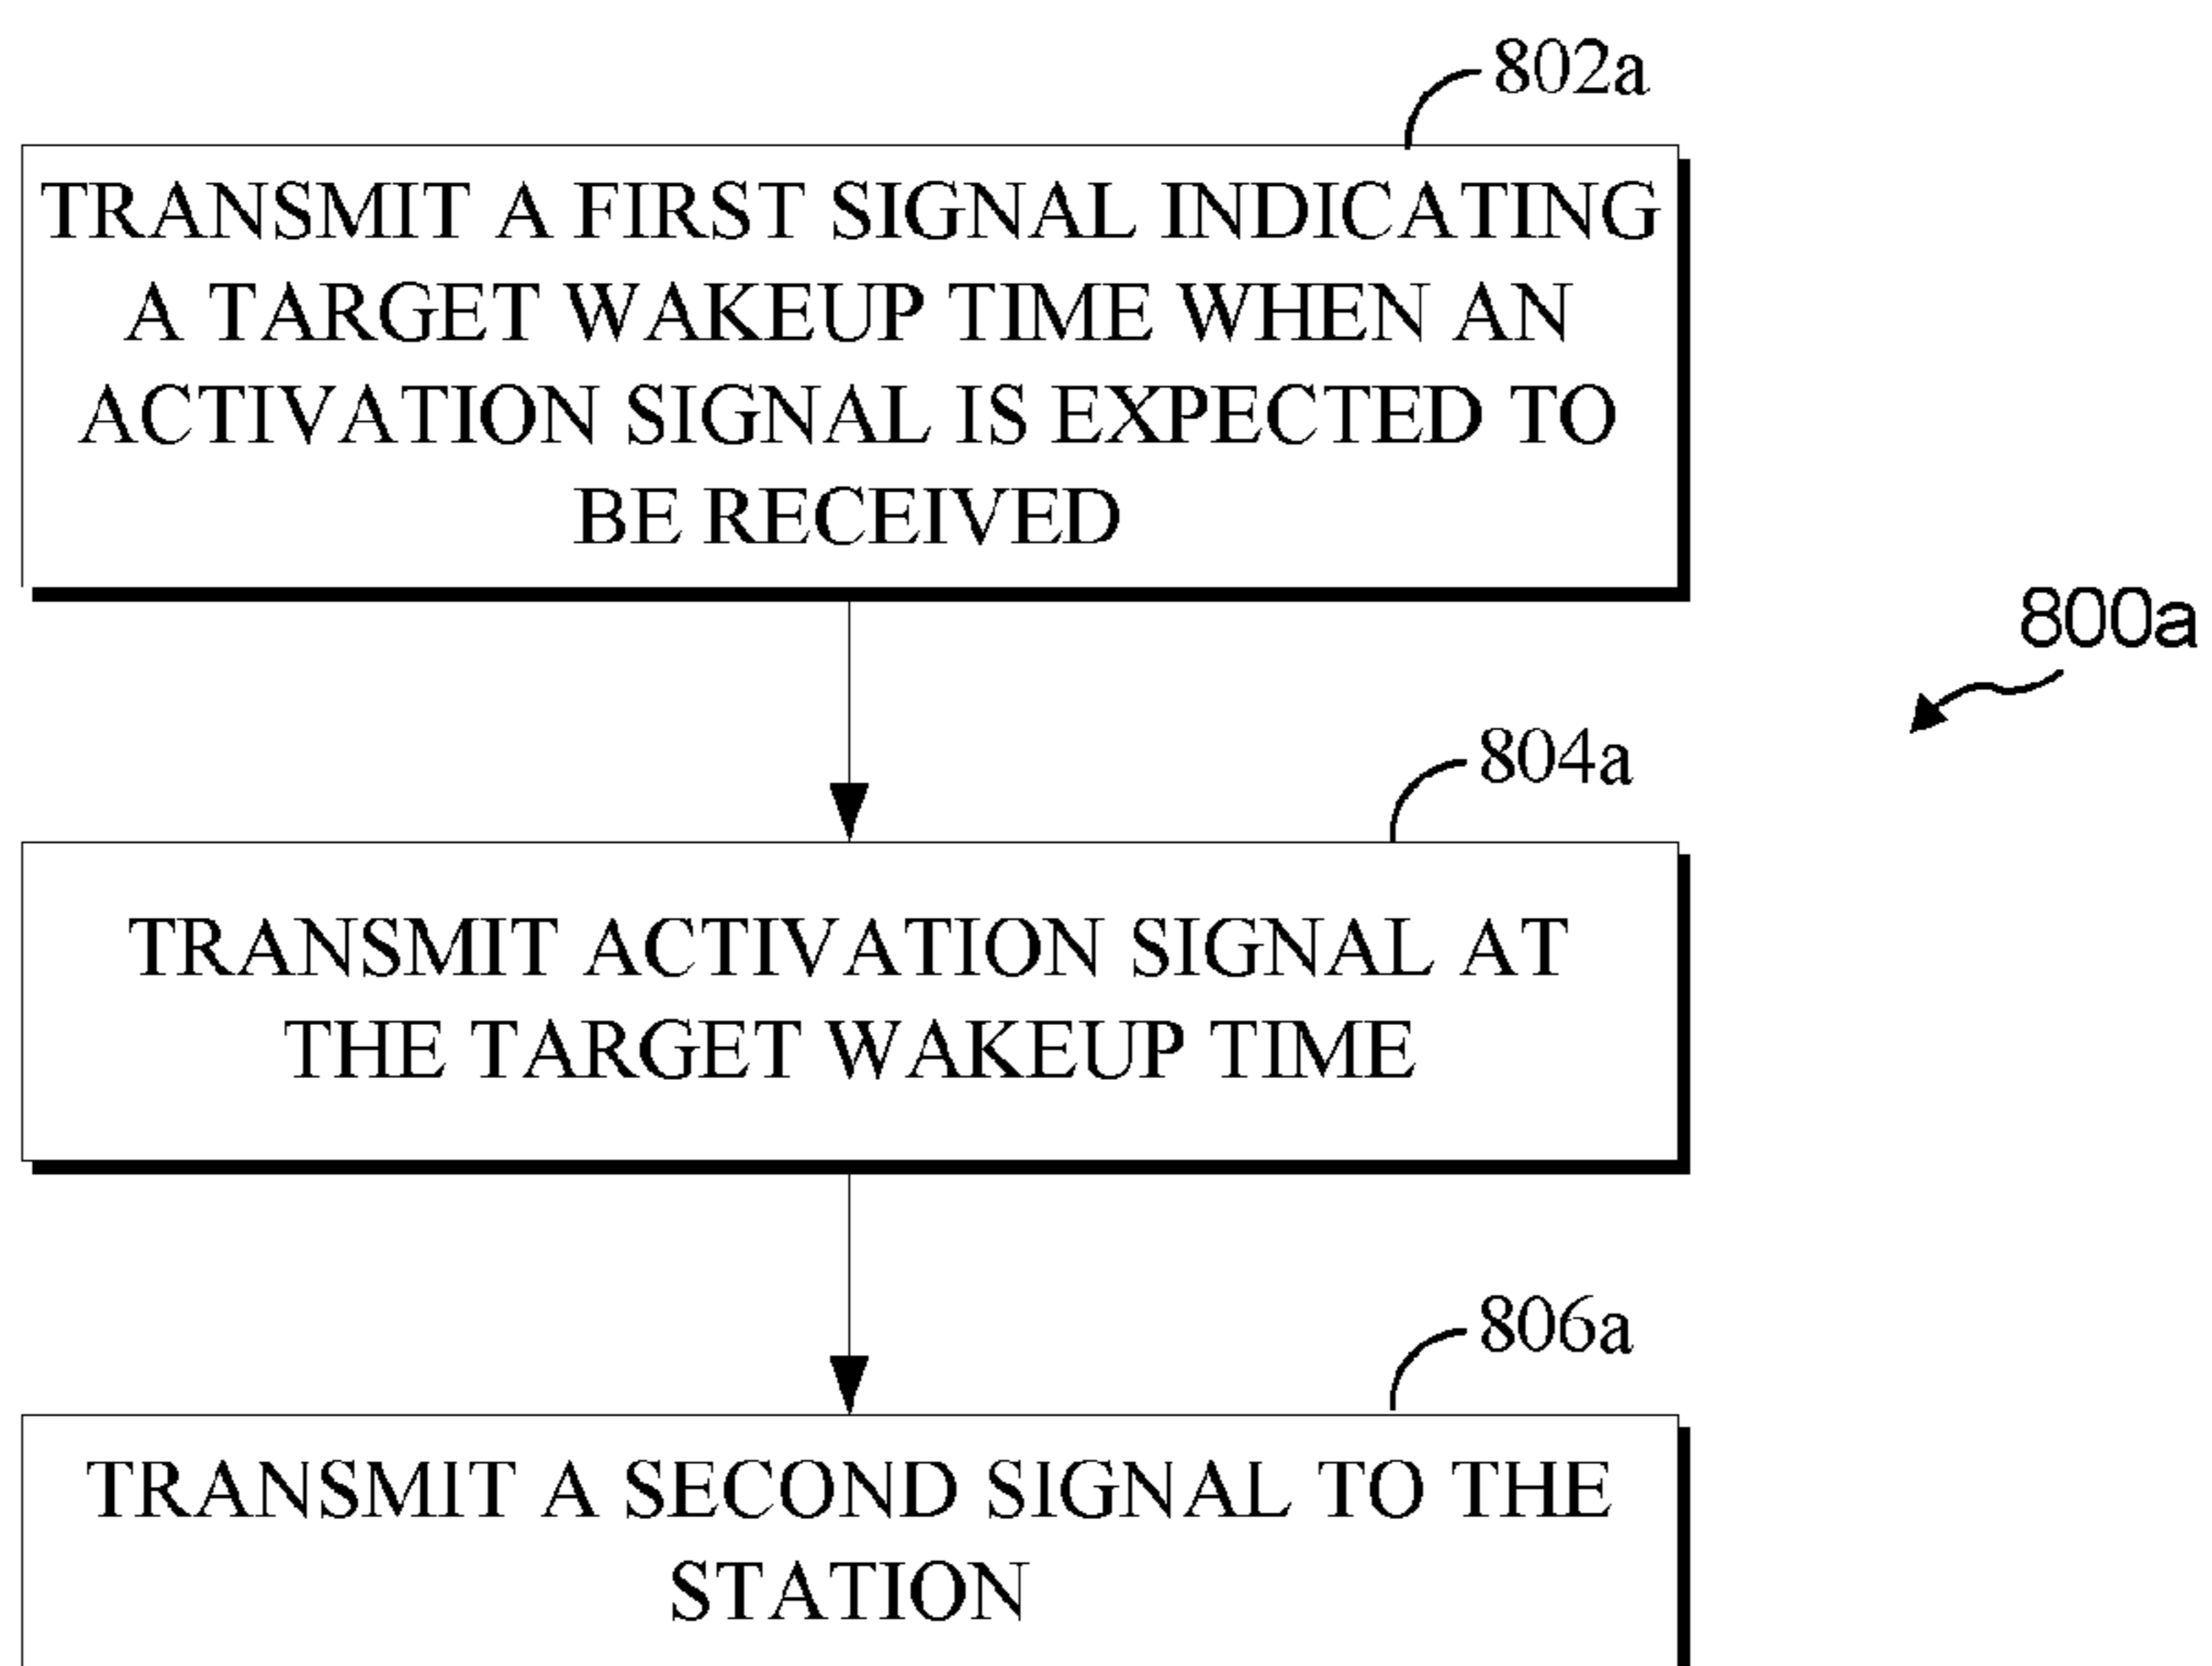 802a
TRANSMIT A FIRST SIGNAL INDICATING
A TARGET WAKEUP TIME WHEN AN
ACTIVATION SIGNAL IS EXPECTED TO
BE RECEIVED
800a
804a
TRANSMIT ACTIVATION SIGNAL AT
THE TARGET WAKEUP TIME
806a
TRANSMIT A SECOND SIGNAL TO THE
STATION